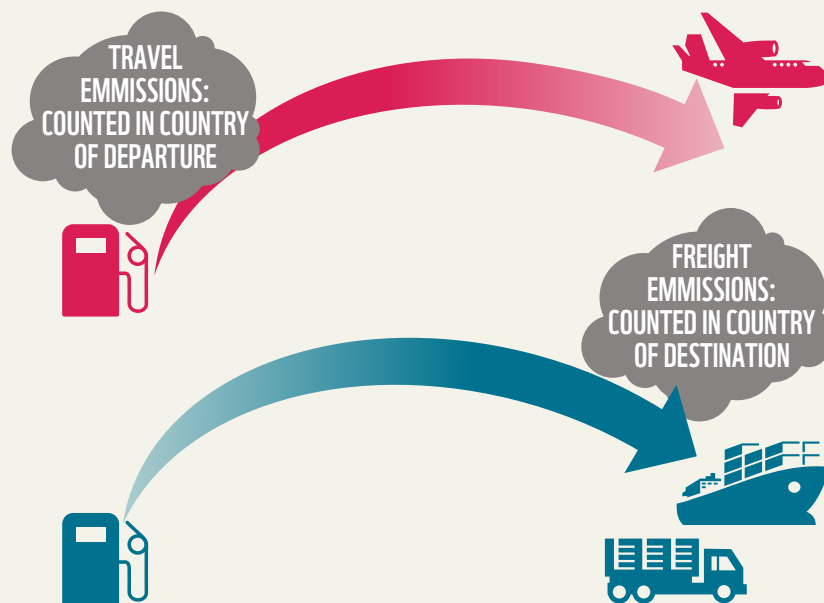 TRAVEL
EMMISSIONS:
COUNTED IN COUNTRY
OF DEPARTURE
FREIGHT
EMMISSIONS:
COUNTED IN COUNTRY
OF DESTINATION